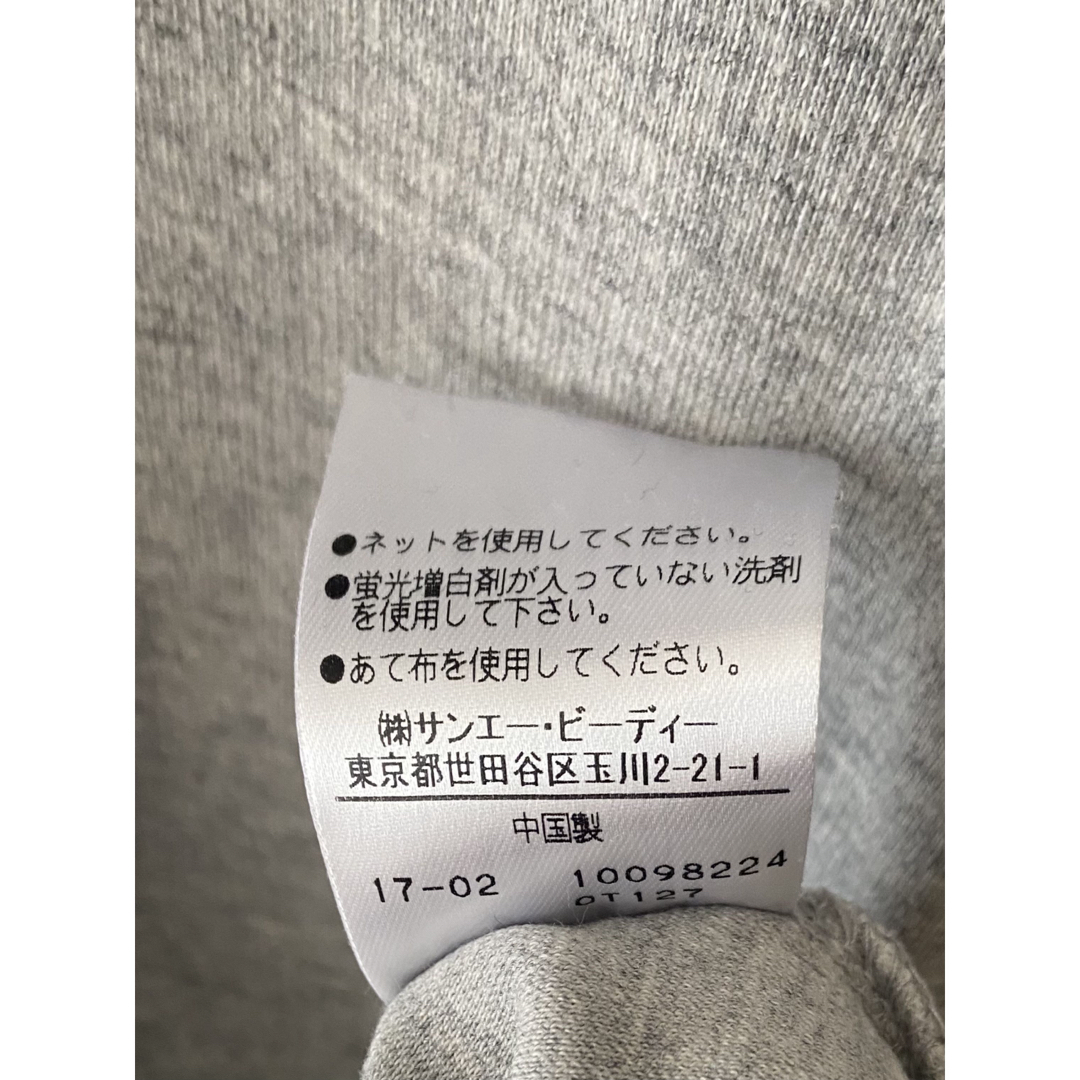 ●ネットを使用してください。
●蛍光増白剤が入っていない洗剤
を使用して下さい。
●あて布を使用してください。
㈱サンエー・ビーディー
東京都世田谷区玉川2-21-1
中国製
17-02 10098224
OT127